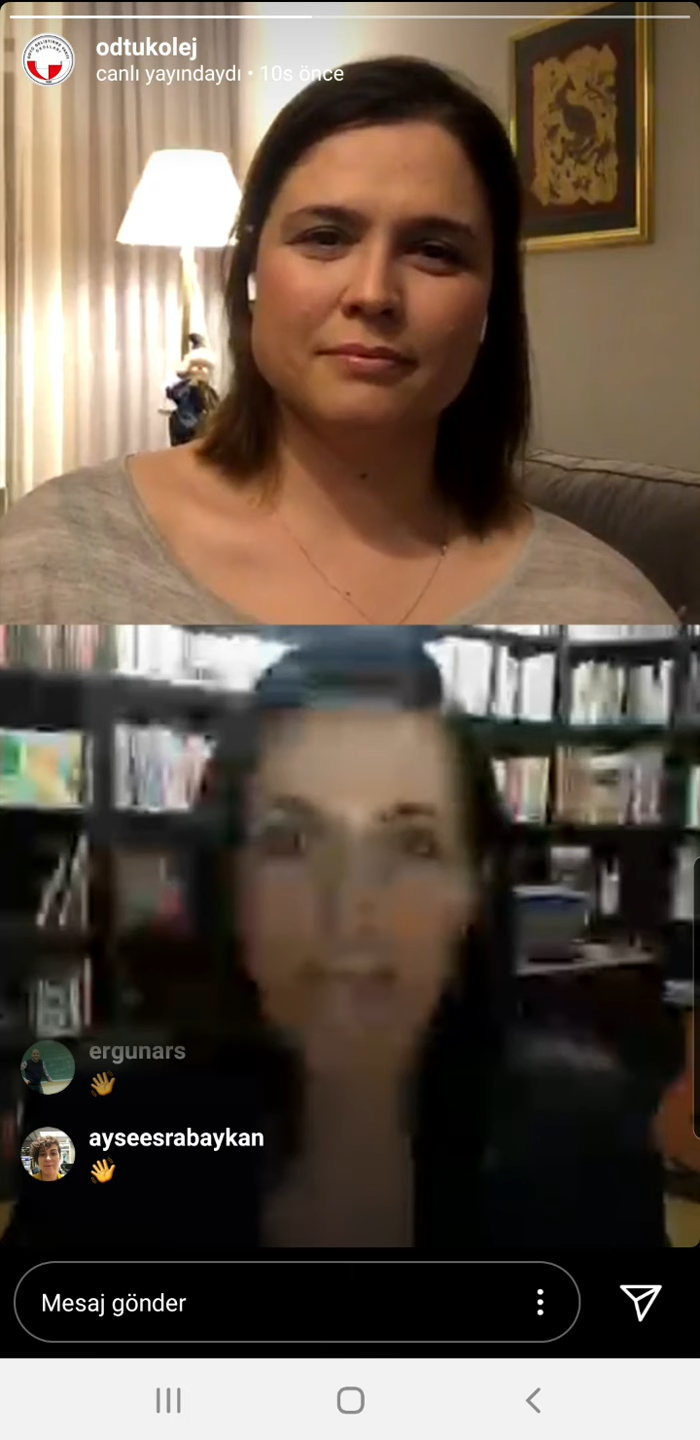 odtukolej
canlı yayındaydı • 10s önce
ergunars
👋
ayseesrabaykan
👋
Mesaj gönder